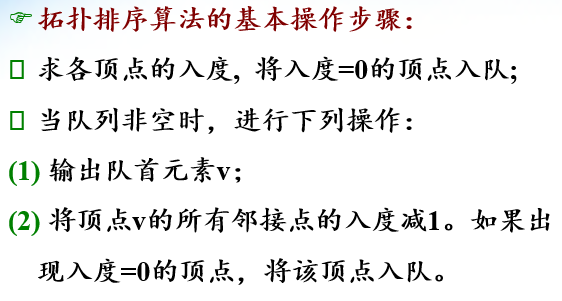 ☞拓扑排序算法的基本操作步骤：
求各顶点的入度, 将入度=0的顶点入队;
当队列非空时，进行下列操作：
(1) 输出队首元素v；
(2) 将顶点v的所有邻接点的入度减1。如果出
现入度=0的顶点，将该顶点入队。